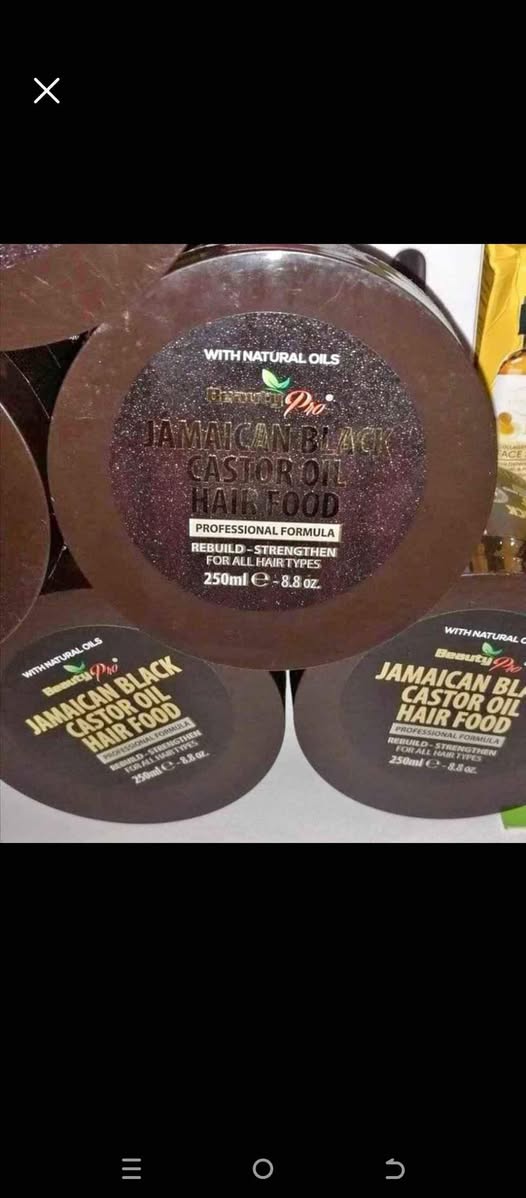 WITH NATURAL OILS
Beauty Pro
JAMAICAN BLACK
CASTOR OIL
HAIR FOOD
PROFESSIONAL FORMULA
REBUILD - STRENGTHEN
FOR ALL HAIR TYPES
250ml ℮ - 8.8 oz.
WITH NATURAL OILS
Beauty Pro
JAMAICAN BLACK
CASTOR OIL
HAIR FOOD
PROFESSIONAL FORMULA
REBUILD - STRENGTHEN
FOR ALL HAIR TYPES
250ml ℮ - 8.8 oz.
WITH NATURAL O
Beauty Pro
JAMAICAN BL
CASTOR OIL
HAIR FOOD
PROFESSIONAL FORMULA
REBUILD - STRENGTHEN
FOR ALL HAIR TYPES
250ml ℮ - 8.8 oz.
FACE